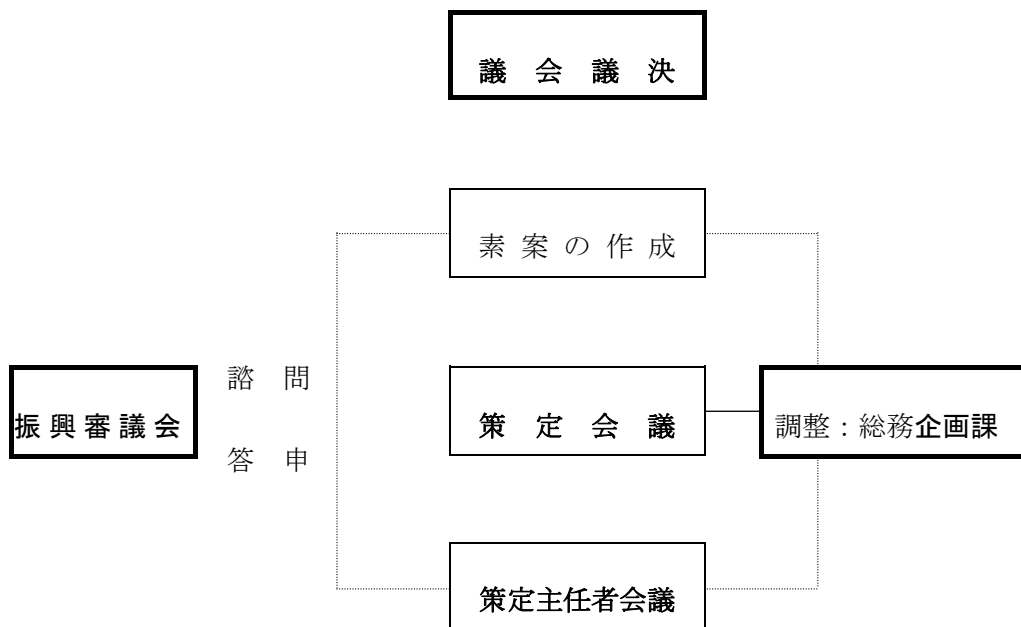 議 会 議 決
素 案 の 作 成
諮 問
振 興 審 議 会
策 定 会 議
調整：総務企画課
答 申
策定主任者会議